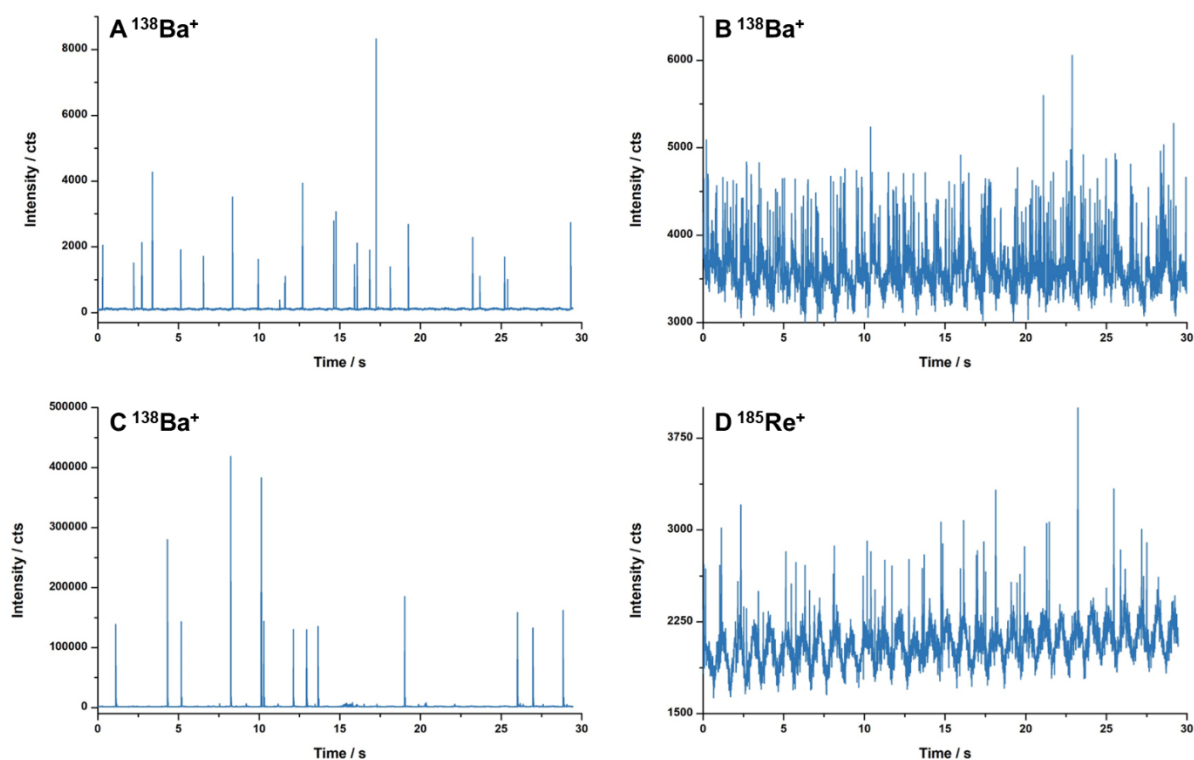 A ¹³⁸Ba⁺
Intensity / cts
8000
6000
4000
2000
0
0 5 10 15 20 25 30
Time / s
B ¹³⁸Ba⁺
Intensity / cts
6000
5000
4000
3000
0 5 10 15 20 25 30
Time / s
C ¹³⁸Ba⁺
Intensity / cts
500000
400000
300000
200000
100000
0
0 5 10 15 20 25 30
Time / s
D ¹⁸⁵Re⁺
Intensity / cts
3750
3000
2250
1500
0 5 10 15 20 25 30
Time / s